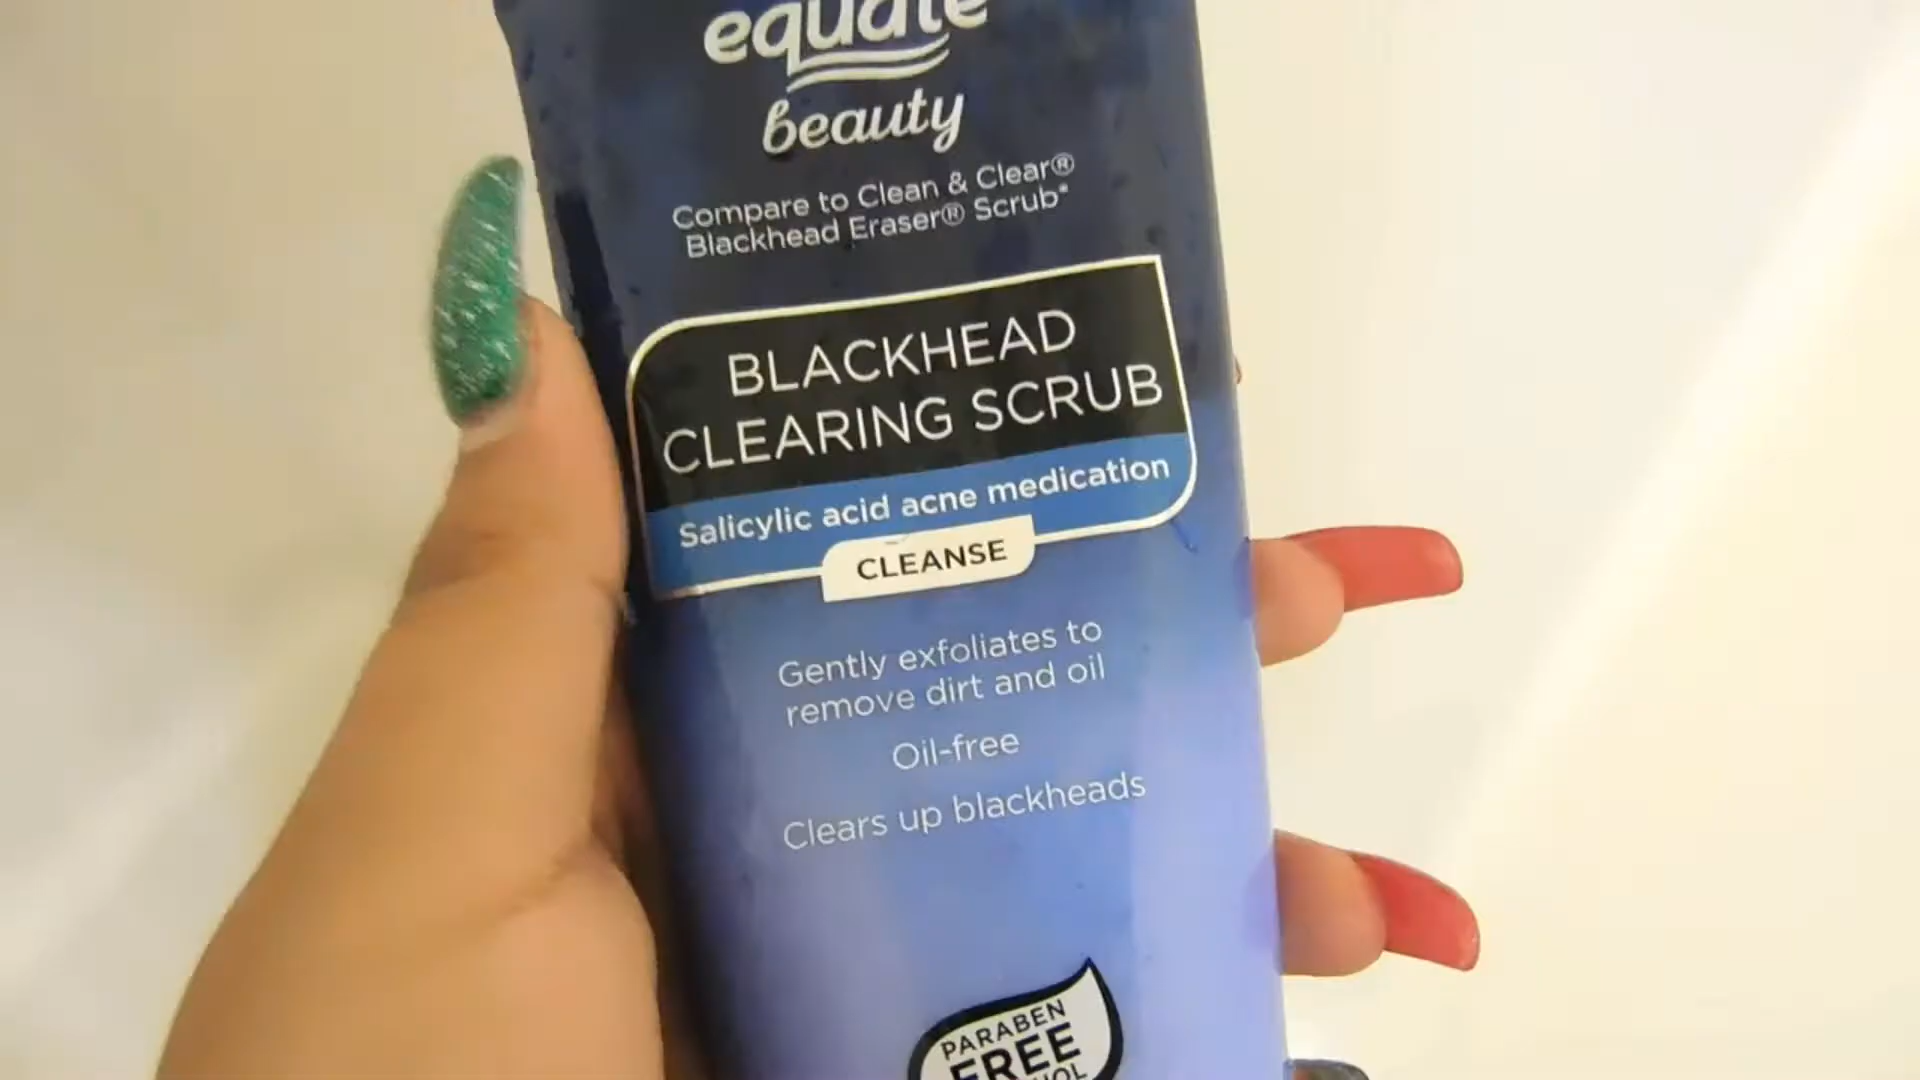 equate
beauty
Compare to Clean & Clear®
Blackhead Eraser® Scrub*
BLACKHEAD
CLEARING SCRUB
Salicylic acid acne medication
CLEANSE
Gently exfoliates to
remove dirt and oil
Oil-free
Clears up blackheads
PARABEN
FREE